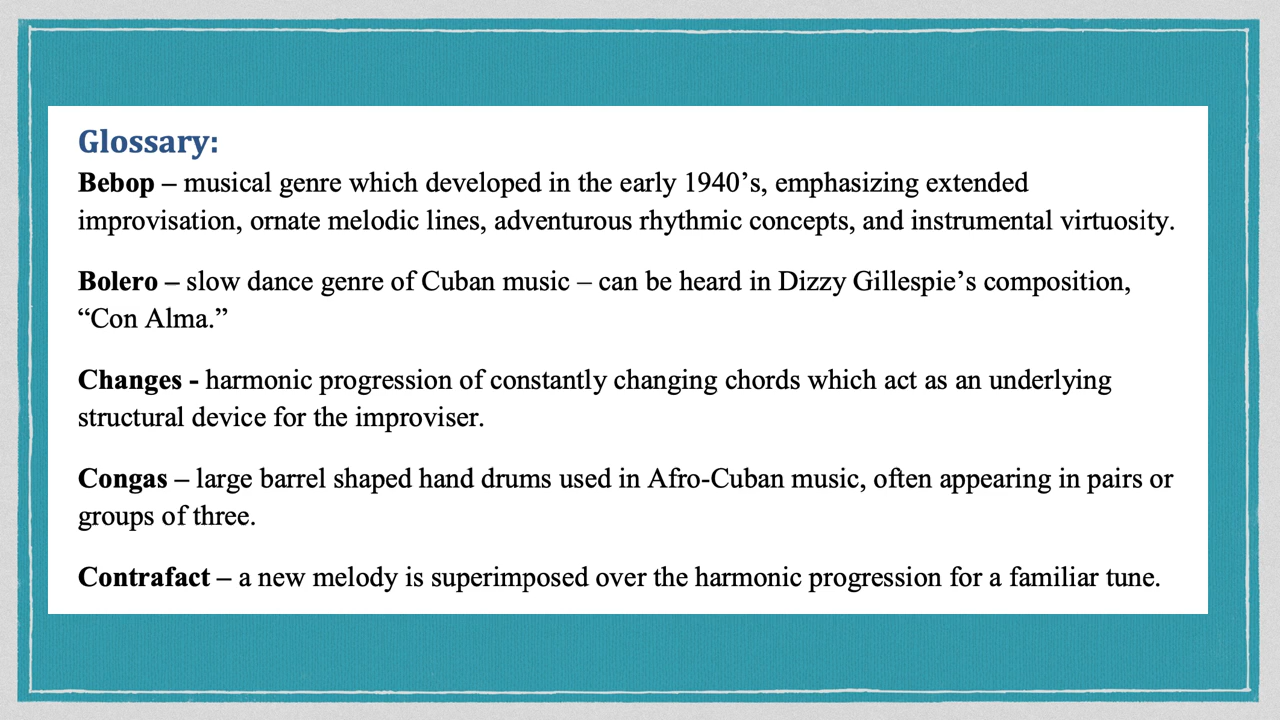 Glossary:
Bebop – musical genre which developed in the early 1940’s, emphasizing extended
improvisation, ornate melodic lines, adventurous rhythmic concepts, and instrumental virtuosity.
Bolero – slow dance genre of Cuban music – can be heard in Dizzy Gillespie’s composition,
“Con Alma.”
Changes - harmonic progression of constantly changing chords which act as an underlying
structural device for the improviser.
Congas – large barrel shaped hand drums used in Afro-Cuban music, often appearing in pairs or
groups of three.
Contrafact – a new melody is superimposed over the harmonic progression for a familiar tune.